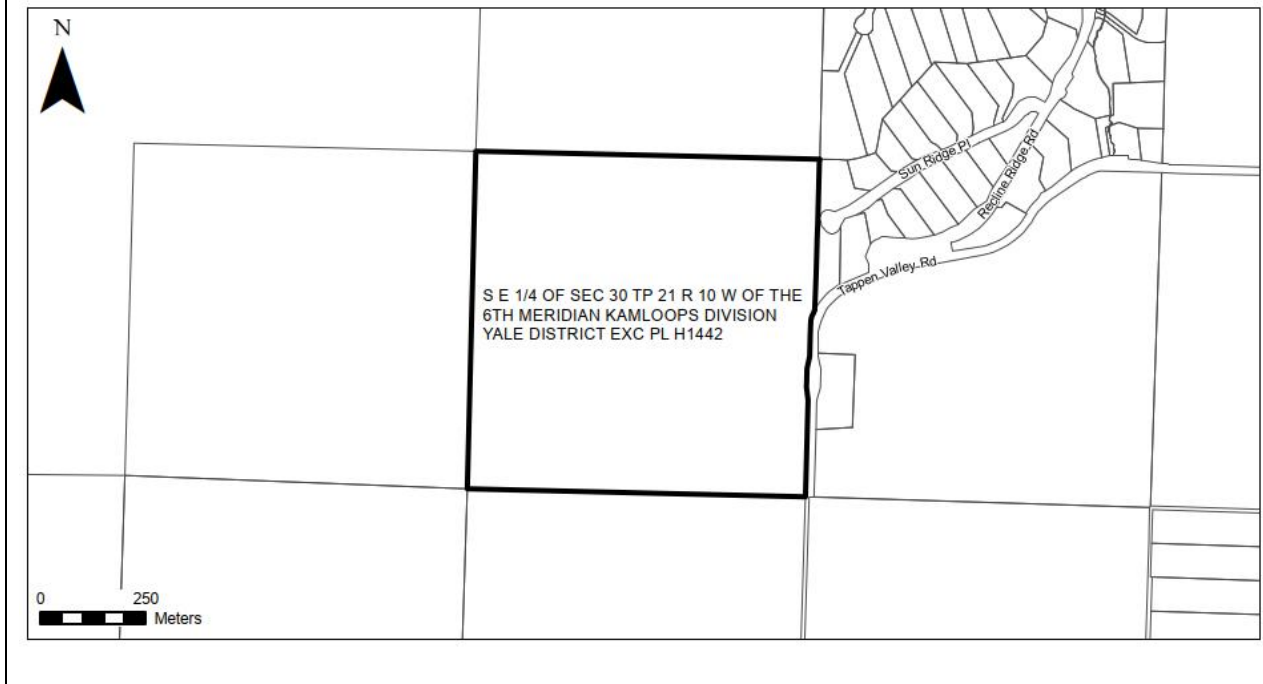 N
Sun Ridge Pl
Recline Ridge Rd
Tappen Valley Rd
S E 1/4 OF SEC 30 TP 21 R 10 W OF THE
6TH MERIDIAN KAMLOOPS DIVISION
YALE DISTRICT EXC PL H1442
0 250
Meters